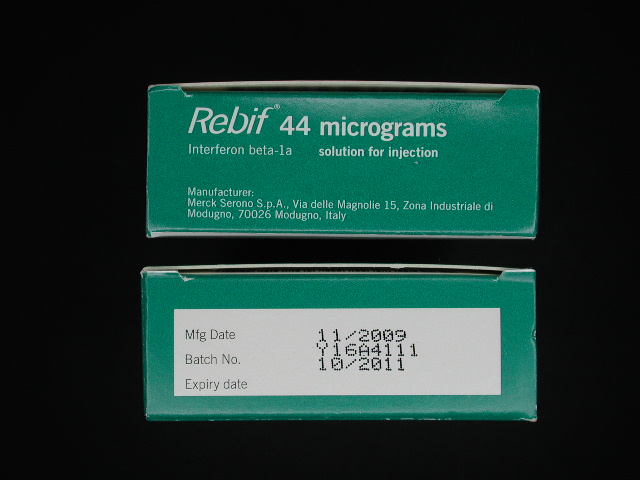 Rebif® 44 micrograms
Interferon beta-1a solution for injection
Manufacturer:
Merck Serono S.p.A., Via delle Magnolie 15, Zona Industriale di
Modugno, 70026 Modugno, Italy
Mfg Date 11/2009
Batch No. Y16A4111
Expiry date 10/2011